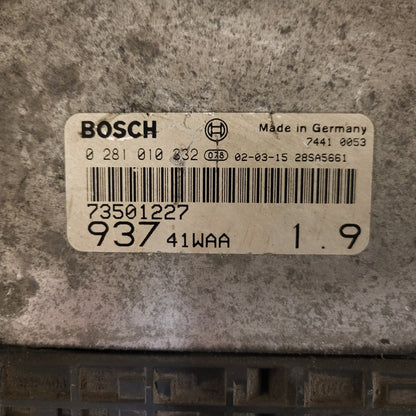 BOSCH Made in Germany
7441 0053
0 281 010 332 028 02-03-15 28SA5661
73501227
937 41WAA 1.9